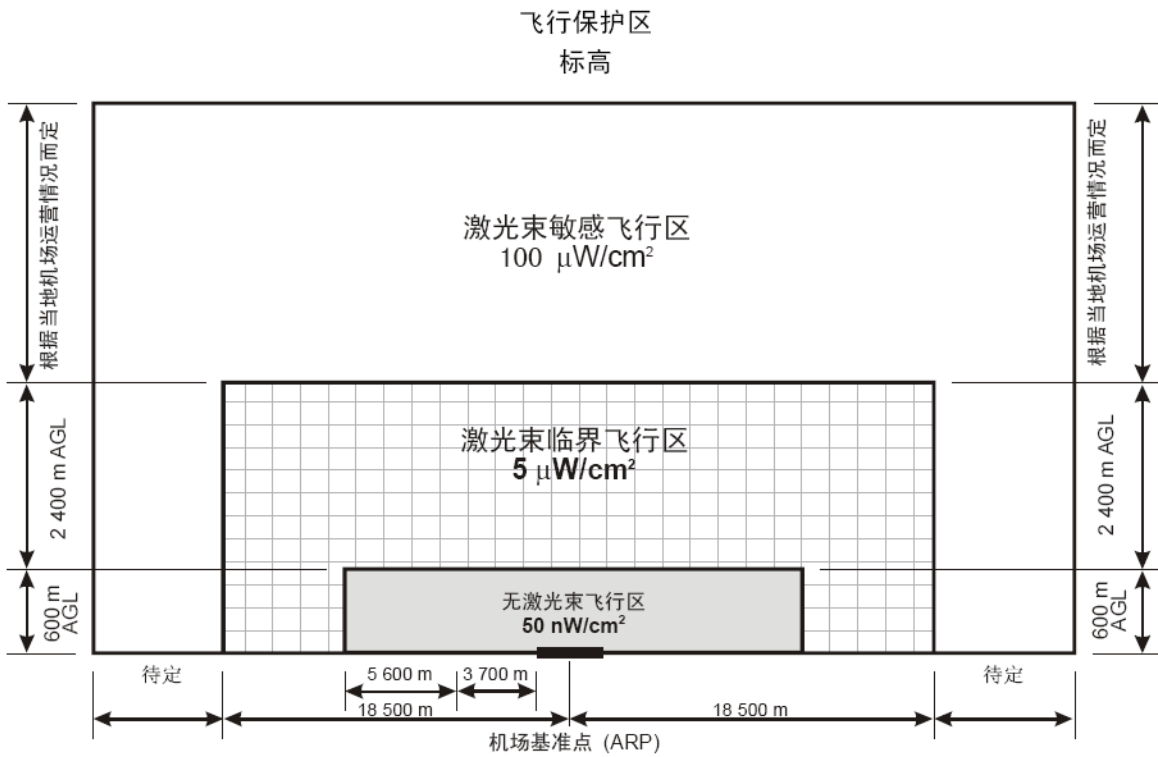 飞行保护区
标高
根据当地机场运营情况而定
根据当地机场运营情况而定
激光束敏感飞行区
100 μW/cm²
2 400 m AGL
2 400 m AGL
激光束临界飞行区
5 μW/cm²
600 m
AGL
600 m
AGL
无激光束飞行区
50 nW/cm²
待定
5 600 m
3 700 m
待定
18 500 m
18 500 m
机场基准点 (ARP)